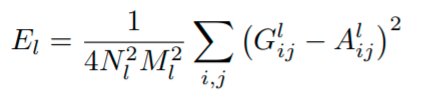 E_l = \frac{1}{4N_l^2 M_l^2} \sum_{i,j} \left( G_{ij}^l - A_{ij}^l \right)^2